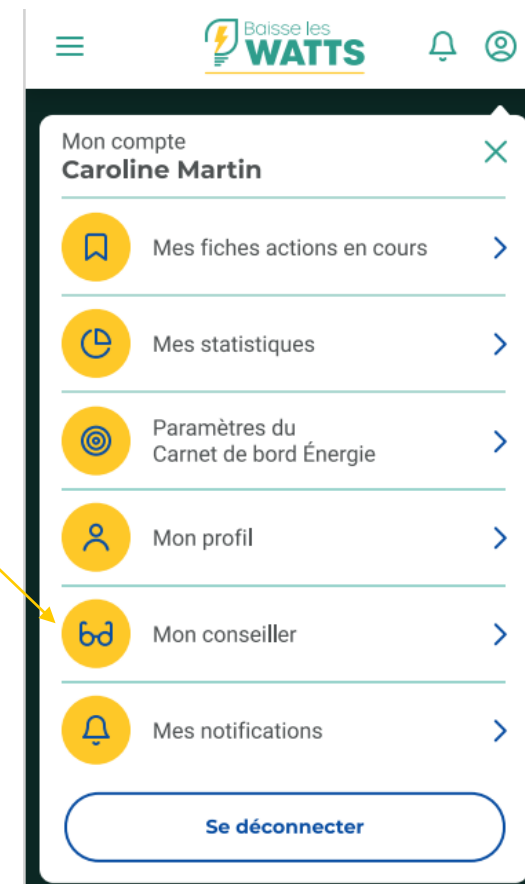 Baisse les
WATTS
Mon compte
Caroline Martin
Mes fiches actions en cours
Mes statistiques
Paramètres du
Carnet de bord Énergie
Mon profil
Mon conseiller
Mes notifications
Se déconnecter